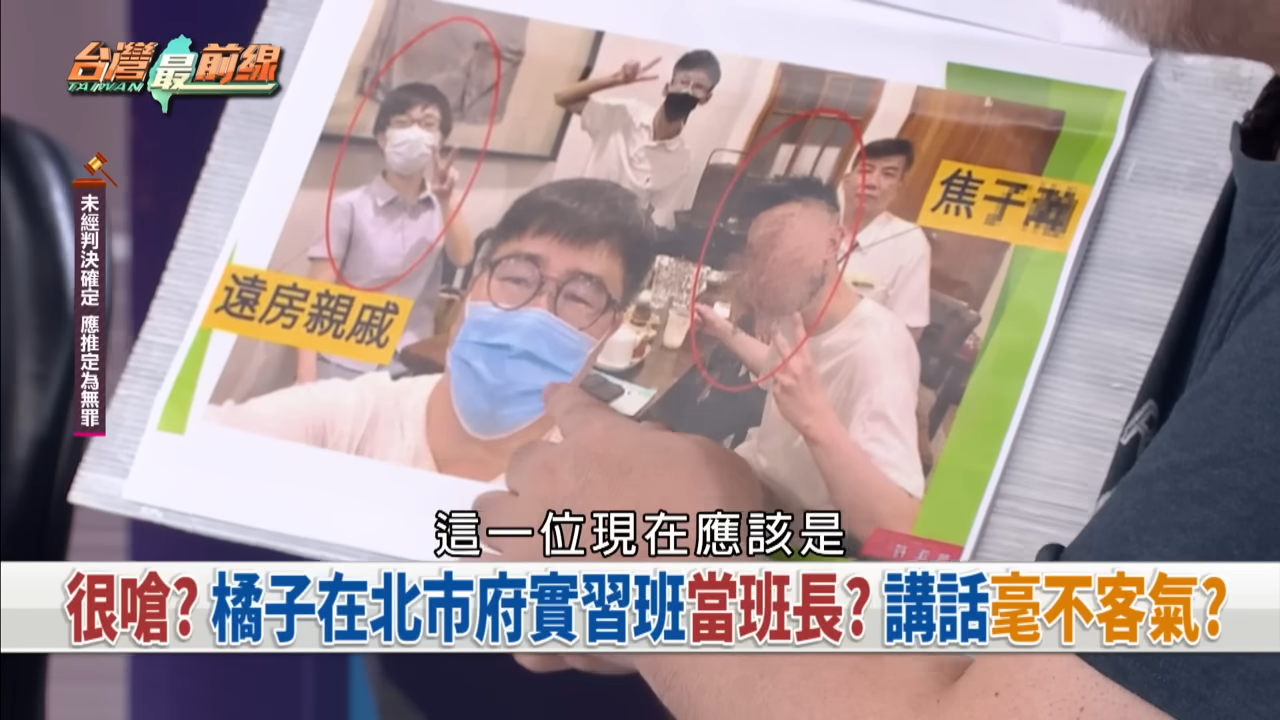 台灣最前線
TAIWAN
未經判決確定 應推定為無罪
焦子
遠房親戚
這一位現在應該是
很嗆?橘子在北市府實習班當班長?講話毫不客氣?